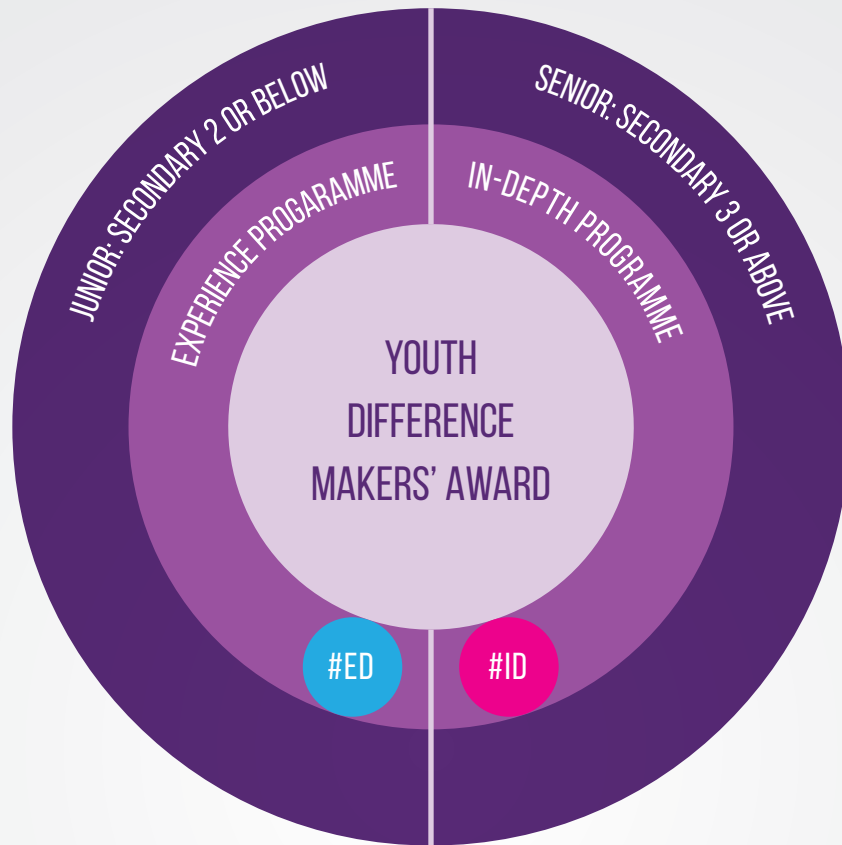 JUNIOR: SECONDARY 2 OR BELOW
SENIOR: SECONDARY 3 OR ABOVE
EXPERIENCE PROGARAMME
IN-DEPTH PROGRAMME
YOUTH
DIFFERENCE
MAKERS’ AWARD
#ED
#ID